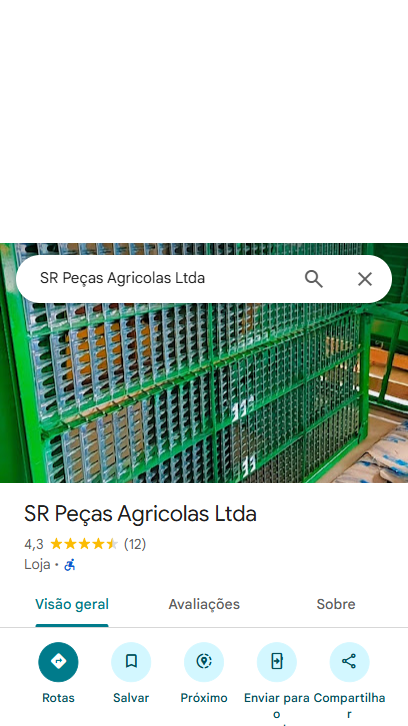 SR Peças Agricolas Ltda
SR Peças Agricolas Ltda
4,3 (12)
Loja ·
Visão geral Avaliações Sobre
Rotas Salvar Próximo Enviar para o Compartilhar